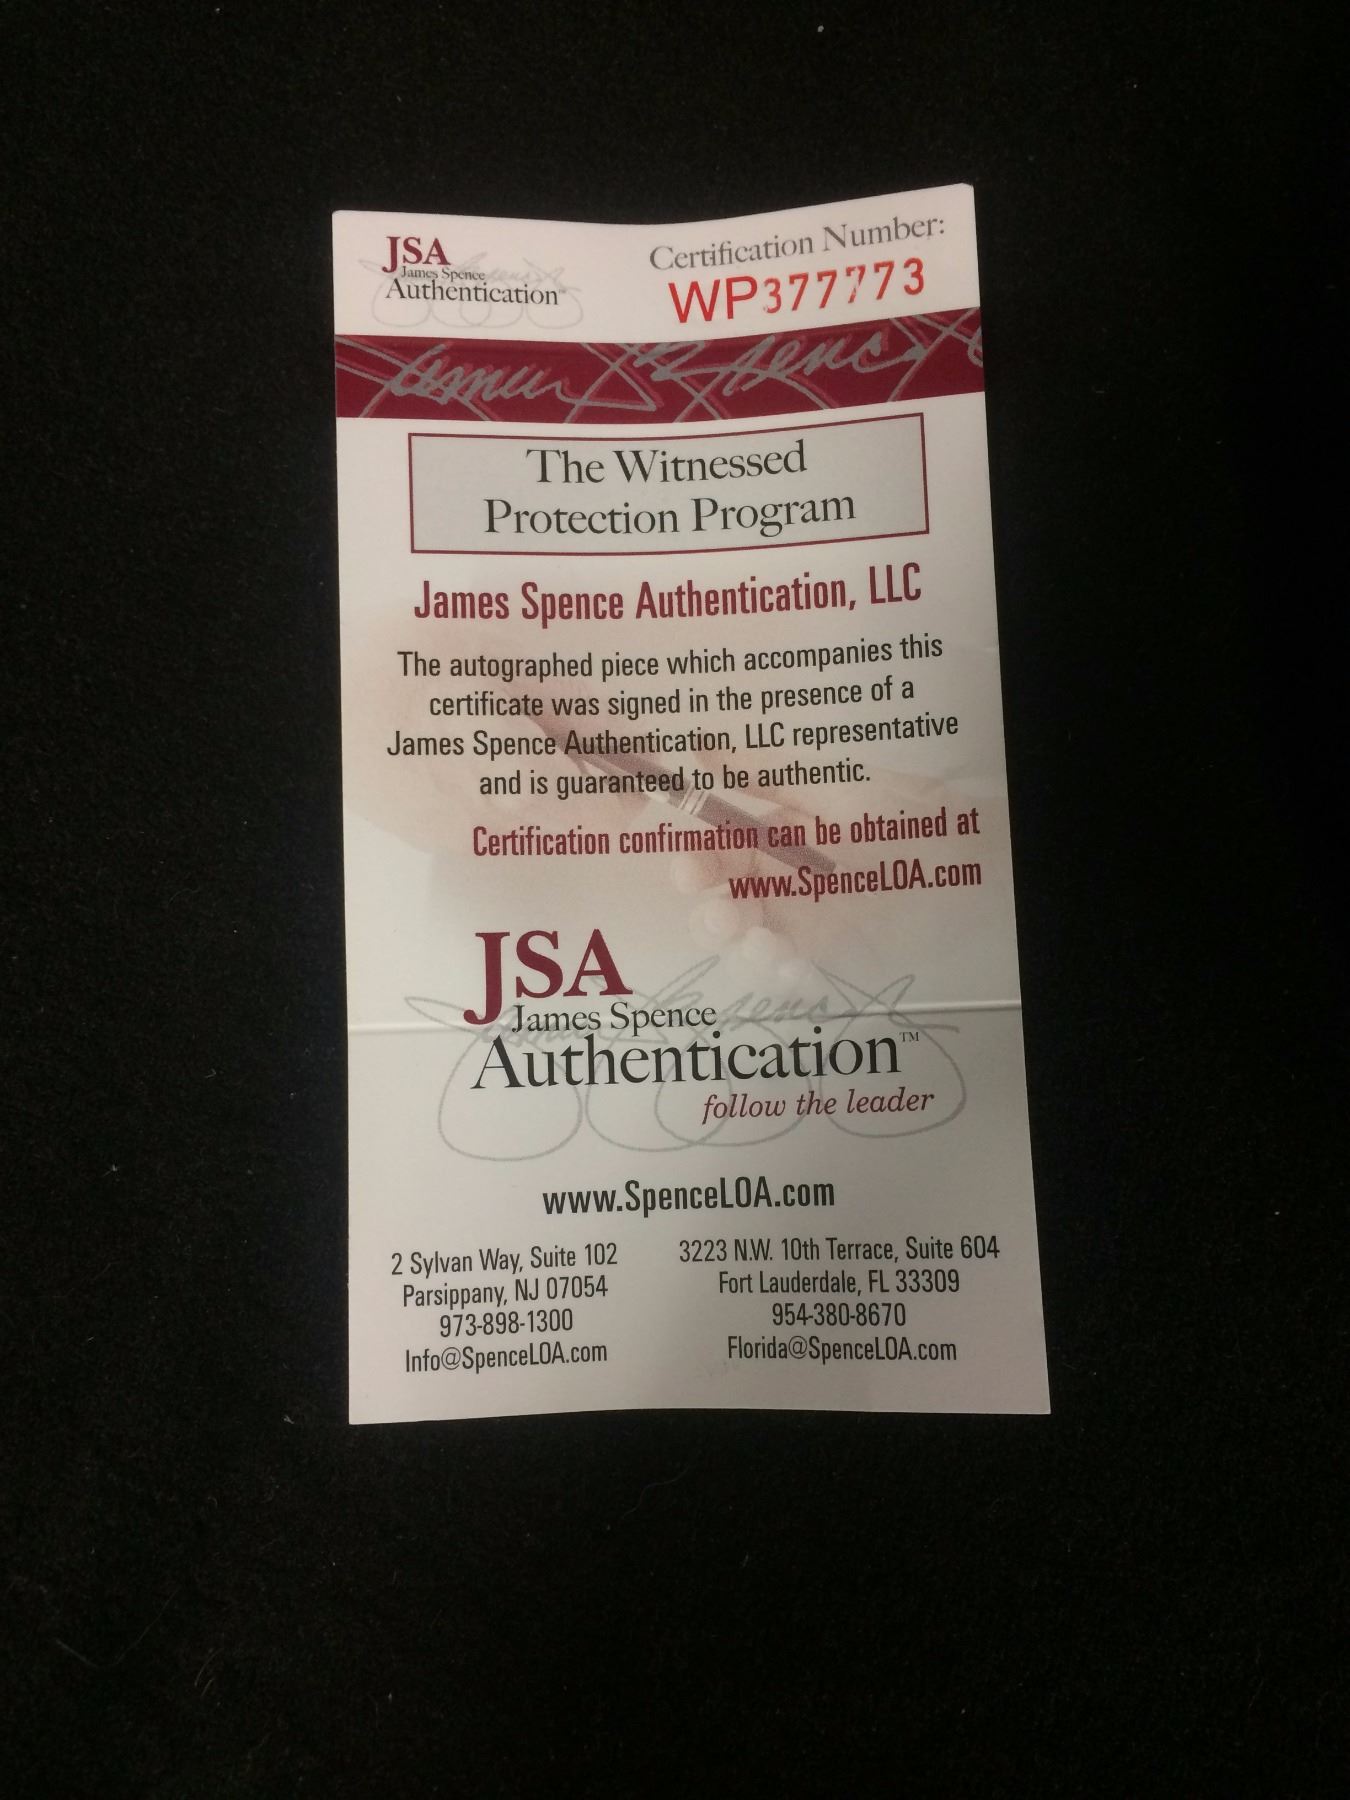 JSA
James Spence
Authentication
Certification Number:
WP377773
The Witnessed
Protection Program
James Spence Authentication, LLC
The autographed piece which accompanies this
certificate was signed in the presence of a
James Spence Authentication, LLC representative
and is guaranteed to be authentic.
Certification confirmation can be obtained at
www.SpenceLOA.com
JSA
James Spence
Authentication™
follow the leader
www.SpenceLOA.com
2 Sylvan Way, Suite 102
Parsippany, NJ 07054
973-898-1300
Info@SpenceLOA.com
3223 N.W. 10th Terrace, Suite 604
Fort Lauderdale, FL 33309
954-380-8670
Florida@SpenceLOA.com